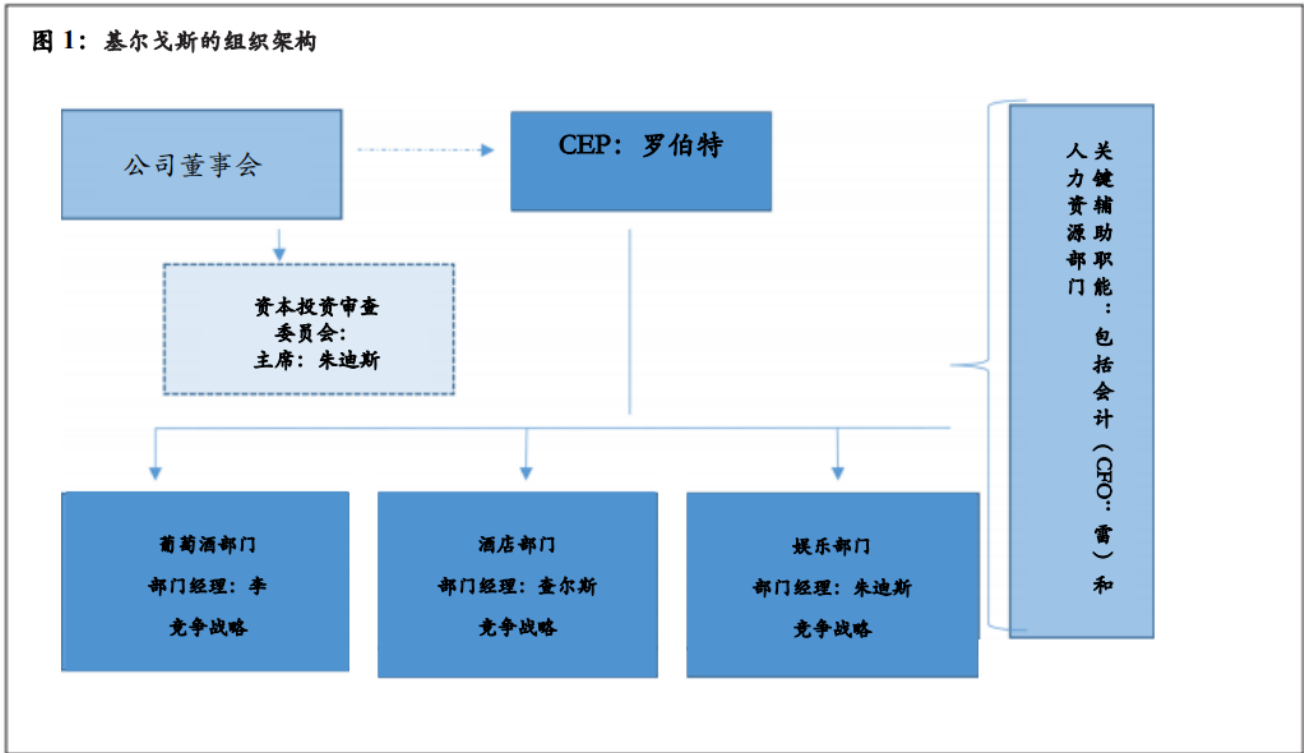 图 1：基尔戈斯的组织架构
公司董事会
CEP：罗伯特
资本投资审查
委员会：
主席：朱迪斯
葡萄酒部门
部门经理：李
竞争战略
酒店部门
部门经理：查尔斯
竞争战略
娱乐部门
部门经理：朱迪斯
竞争战略
关键辅助职能：包括会计（CFO：雷）和
人力资源部门